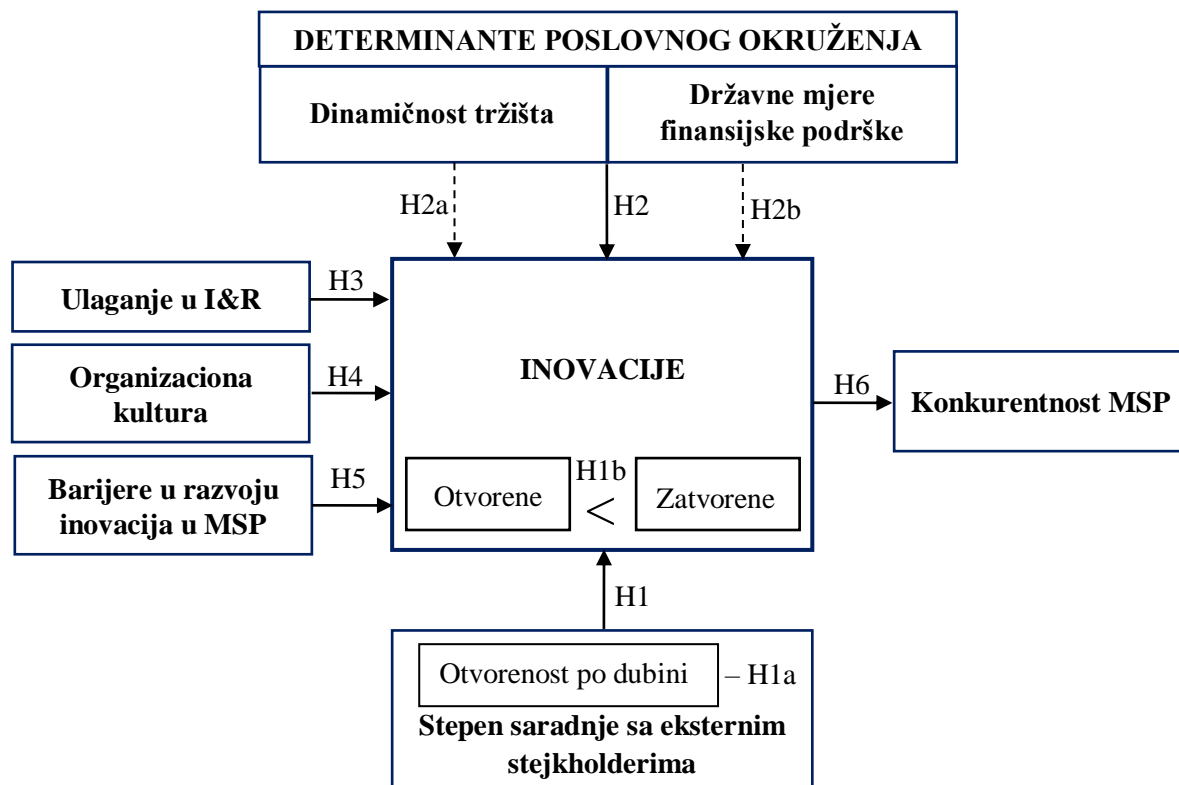 DETERMINANTE POSLOVNOG OKRUŽENJA
Dinamičnost tržišta
Državne mjere
finansijske podrške
H2a
H2
H2b
Ulaganje u I&R
H3
Organizaciona
kultura
H4
Barijere u razvoju
inovacija u MSP
H5
INOVACIJE
Otvorene
H1b
<
Zatvorene
H6
Konkurentnost MSP
H1
Otvorenost po dubini
– H1a
Stepen saradnje sa eksternim
stejkholderima